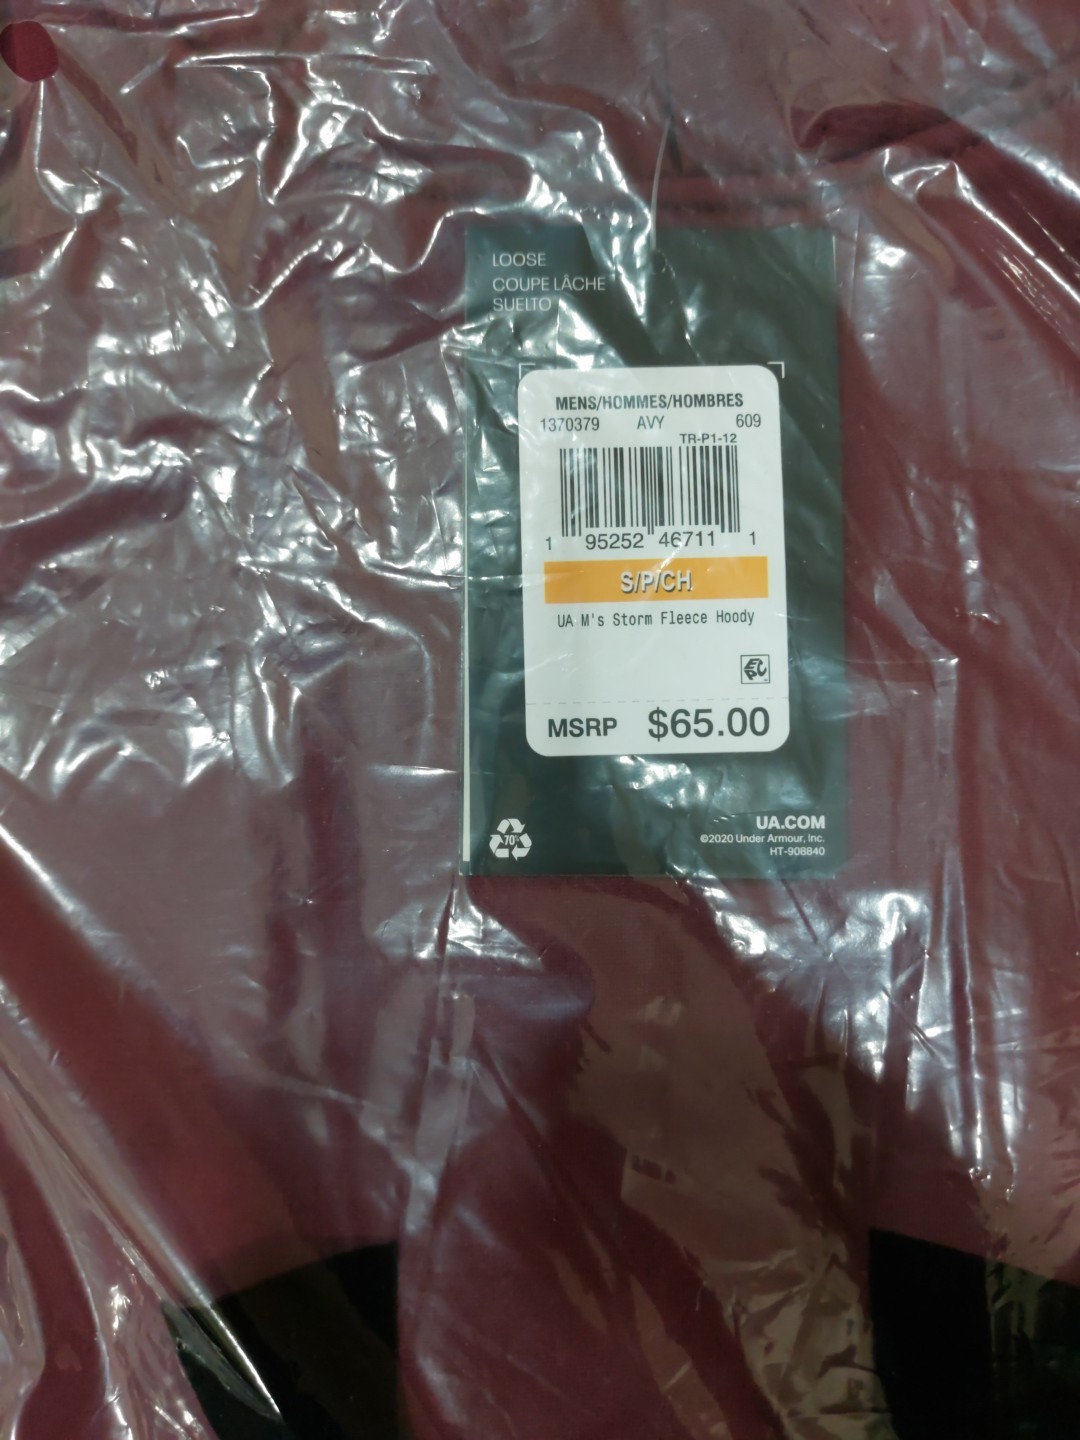 LOOSE
COUPE LÂCHE
SUELTO
MENS/HOMMES/HOMBRES
1370379 AVY 609
TR-P1-12
1 95252 46711 1
S/P/CH
UA M's Storm Fleece Hoody
EPC
MSRP $65.00
70%
UA.COM
©2020 Under Armour, Inc.
HT-908840